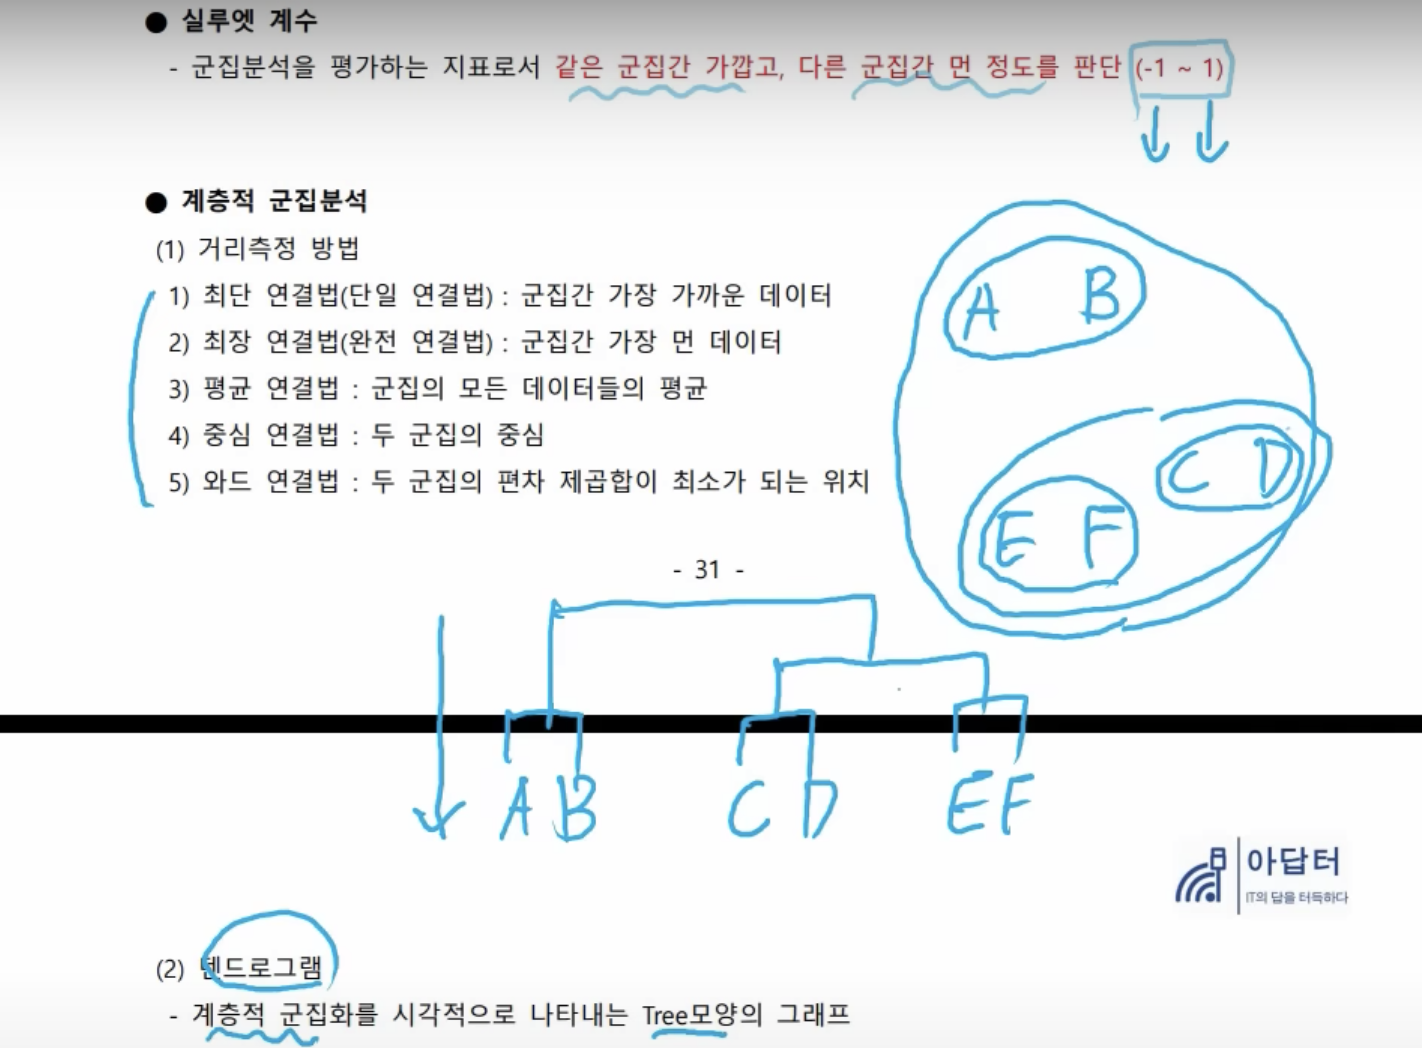 ● 실루엣 계수
- 군집분석을 평가하는 지표로서 같은 군집간 가깝고, 다른 군집간 먼 정도를 판단 (-1 ~ 1)
● 계층적 군집분석
(1) 거리측정 방법
1) 최단 연결법(단일 연결법) : 군집간 가장 가까운 데이터
2) 최장 연결법(완전 연결법) : 군집간 가장 먼 데이터
3) 평균 연결법 : 군집의 모든 데이터들의 평균
4) 중심 연결법 : 두 군집의 중심
5) 와드 연결법 : 두 군집의 편차 제곱합이 최소가 되는 위치
A B
C D
E F
- 31 -
A B C D E F
아답터
IT의 답을 터득하다
(2) 덴드로그램
- 계층적 군집화를 시각적으로 나타내는 Tree모양의 그래프